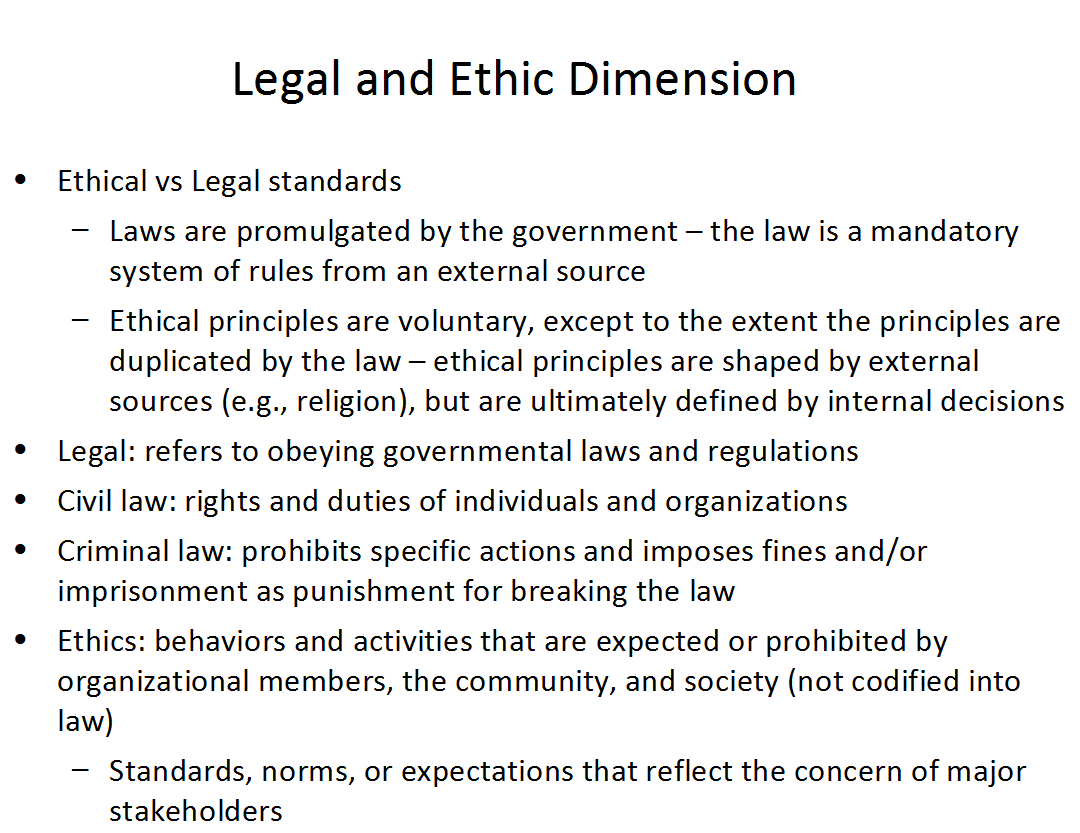 Legal and Ethic Dimension
• Ethical vs Legal standards
– Laws are promulgated by the government – the law is a mandatory
system of rules from an external source
– Ethical principles are voluntary, except to the extent the principles are
duplicated by the law – ethical principles are shaped by external
sources (e.g., religion), but are ultimately defined by internal decisions
• Legal: refers to obeying governmental laws and regulations
• Civil law: rights and duties of individuals and organizations
• Criminal law: prohibits specific actions and imposes fines and/or
imprisonment as punishment for breaking the law
• Ethics: behaviors and activities that are expected or prohibited by
organizational members, the community, and society (not codified into
law)
– Standards, norms, or expectations that reflect the concern of major
stakeholders